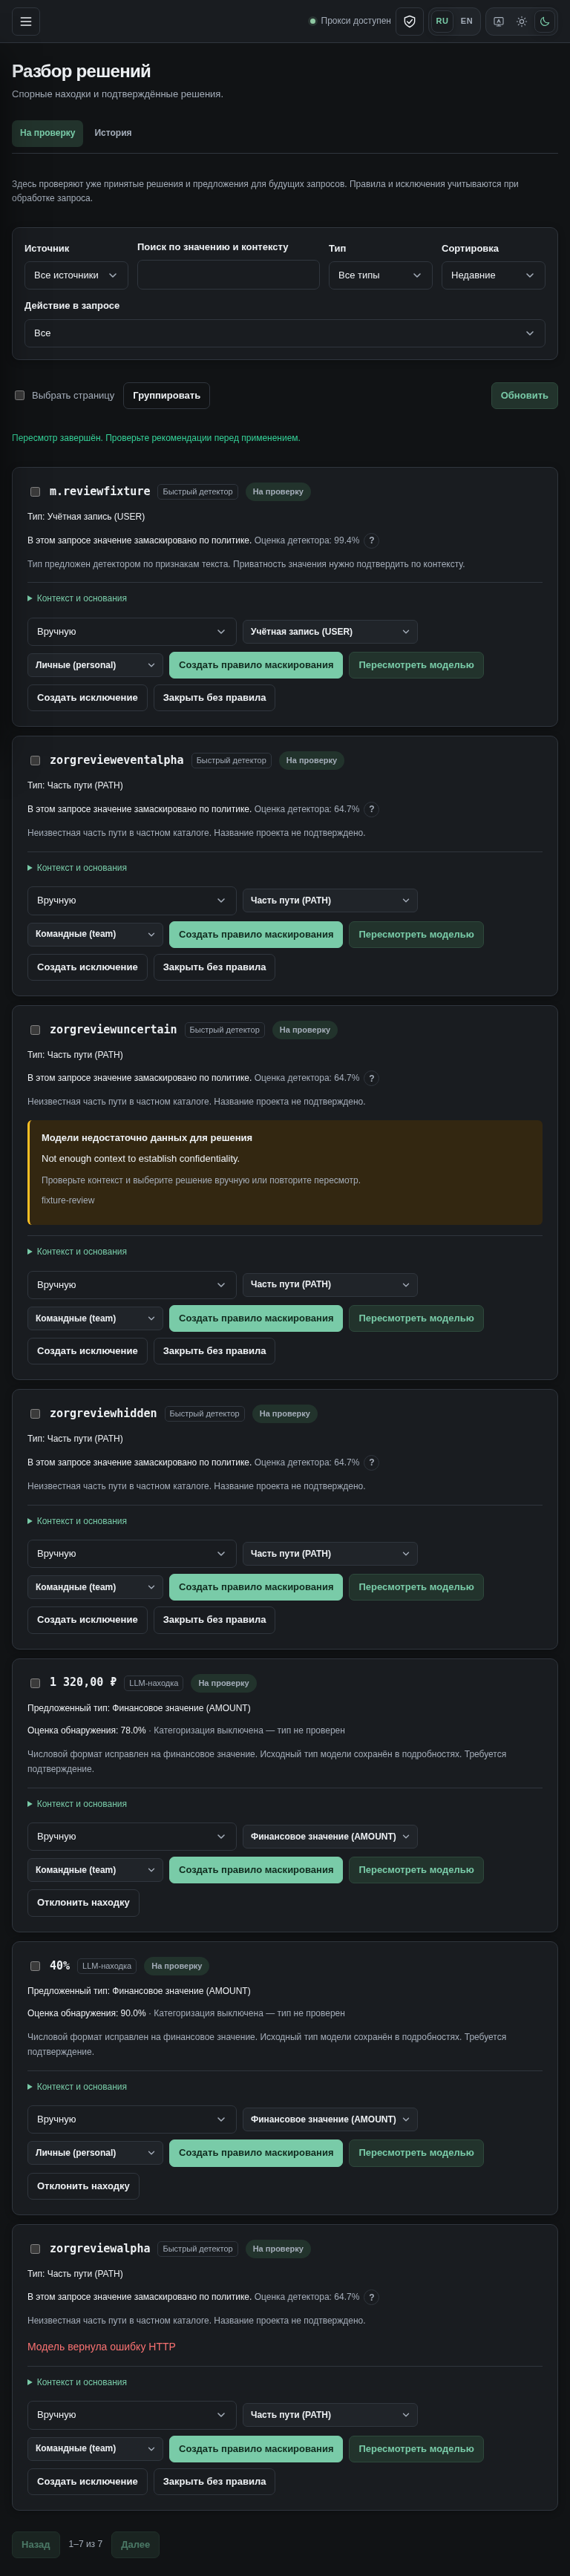 Прокси доступен
RU EN
Разбор решений
Спорные находки и подтверждённые решения.
На проверку История
Здесь проверяют уже принятые решения и предложения для будущих запросов. Правила и исключения учитываются при
обработке запроса.
Источник Поиск по значению и контексту Тип Сортировка
Все источники Все типы Недавние
Действие в запросе
Все
Выбрать страницу Группировать Обновить
Пересмотр завершён. Проверьте рекомендации перед применением.
m.reviewfixture Быстрый детектор На проверку
Тип: Учётная запись (USER)
В этом запросе значение замаскировано по политике. Оценка детектора: 99.4% ?
Тип предложен детектором по признакам текста. Приватность значения нужно подтвердить по контексту.
Контекст и основания
Вручную Учётная запись (USER)
Личные (personal) Создать правило маскирования Пересмотреть моделью
Создать исключение Закрыть без правила
zorgrevieweventalpha Быстрый детектор На проверку
Тип: Часть пути (PATH)
В этом запросе значение замаскировано по политике. Оценка детектора: 64.7% ?
Неизвестная часть пути в частном каталоге. Название проекта не подтверждено.
Контекст и основания
Вручную Часть пути (PATH)
Командные (team) Создать правило маскирования Пересмотреть моделью
Создать исключение Закрыть без правила
zorgreviewuncertain Быстрый детектор На проверку
Тип: Часть пути (PATH)
В этом запросе значение замаскировано по политике. Оценка детектора: 64.7% ?
Неизвестная часть пути в частном каталоге. Название проекта не подтверждено.
Модели недостаточно данных для решения
Not enough context to establish confidentiality.
Проверьте контекст и выберите решение вручную или повторите пересмотр.
fixture-review
Контекст и основания
Вручную Часть пути (PATH)
Командные (team) Создать правило маскирования Пересмотреть моделью
Создать исключение Закрыть без правила
zorgreviewhidden Быстрый детектор На проверку
Тип: Часть пути (PATH)
В этом запросе значение замаскировано по политике. Оценка детектора: 64.7% ?
Неизвестная часть пути в частном каталоге. Название проекта не подтверждено.
Контекст и основания
Вручную Часть пути (PATH)
Командные (team) Создать правило маскирования Пересмотреть моделью
Создать исключение Закрыть без правила
1 320,00 ₽ LLM-находка На проверку
Предложенный тип: Финансовое значение (AMOUNT)
Оценка обнаружения: 78.0% · Категоризация выключена — тип не проверен
Числовой формат исправлен на финансовое значение. Исходный тип модели сохранён в подробностях. Требуется
подтверждение.
Контекст и основания
Вручную Финансовое значение (AMOUNT)
Командные (team) Создать правило маскирования Пересмотреть моделью
Отклонить находку
40% LLM-находка На проверку
Предложенный тип: Финансовое значение (AMOUNT)
Оценка обнаружения: 90.0% · Категоризация выключена — тип не проверен
Числовой формат исправлен на финансовое значение. Исходный тип модели сохранён в подробностях. Требуется
подтверждение.
Контекст и основания
Вручную Финансовое значение (AMOUNT)
Личные (personal) Создать правило маскирования Пересмотреть моделью
Отклонить находку
zorgreviewalpha Быстрый детектор На проверку
Тип: Часть пути (PATH)
В этом запросе значение замаскировано по политике. Оценка детектора: 64.7% ?
Неизвестная часть пути в частном каталоге. Название проекта не подтверждено.
Модель вернула ошибку HTTP
Контекст и основания
Вручную Часть пути (PATH)
Командные (team) Создать правило маскирования Пересмотреть моделью
Создать исключение Закрыть без правила
Назад 1–7 из 7 Далее